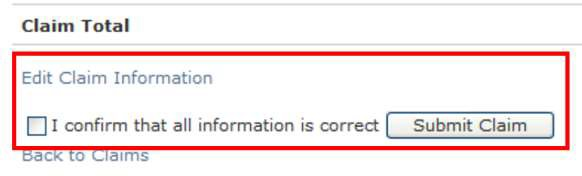 Claim Total
Edit Claim Information
I confirm that all information is correct Submit Claim
Back to Claims